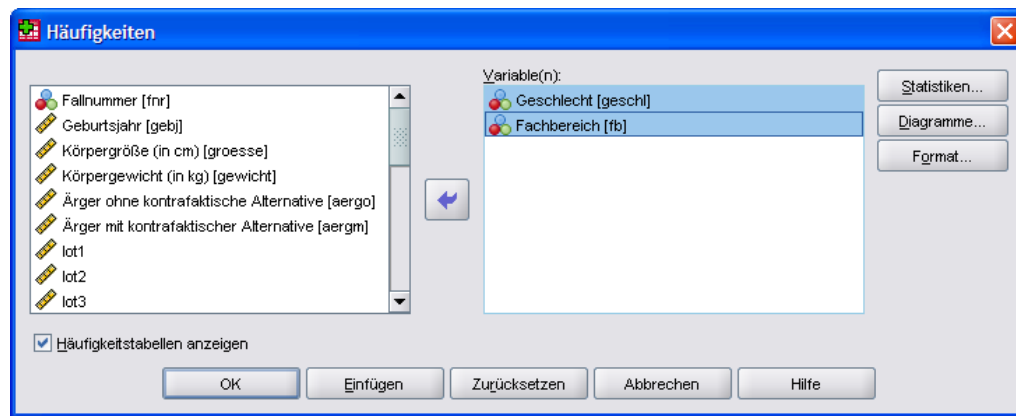 Häufigkeiten
Fallnummer [fnr]
Geburtsjahr [gebj]
Körpergröße (in cm) [groesse]
Körpergewicht (in kg) [gewicht]
Ärger ohne kontrafaktische Alternative [aergo]
Ärger mit kontrafaktischer Alternative [aergm]
lot1
lot2
lot3
Variable(n):
Geschlecht [geschl]
Fachbereich [fb]
Statistiken...
Diagramme...
Format...
Häufigkeitstabellen anzeigen
OK
Einfügen
Zurücksetzen
Abbrechen
Hilfe